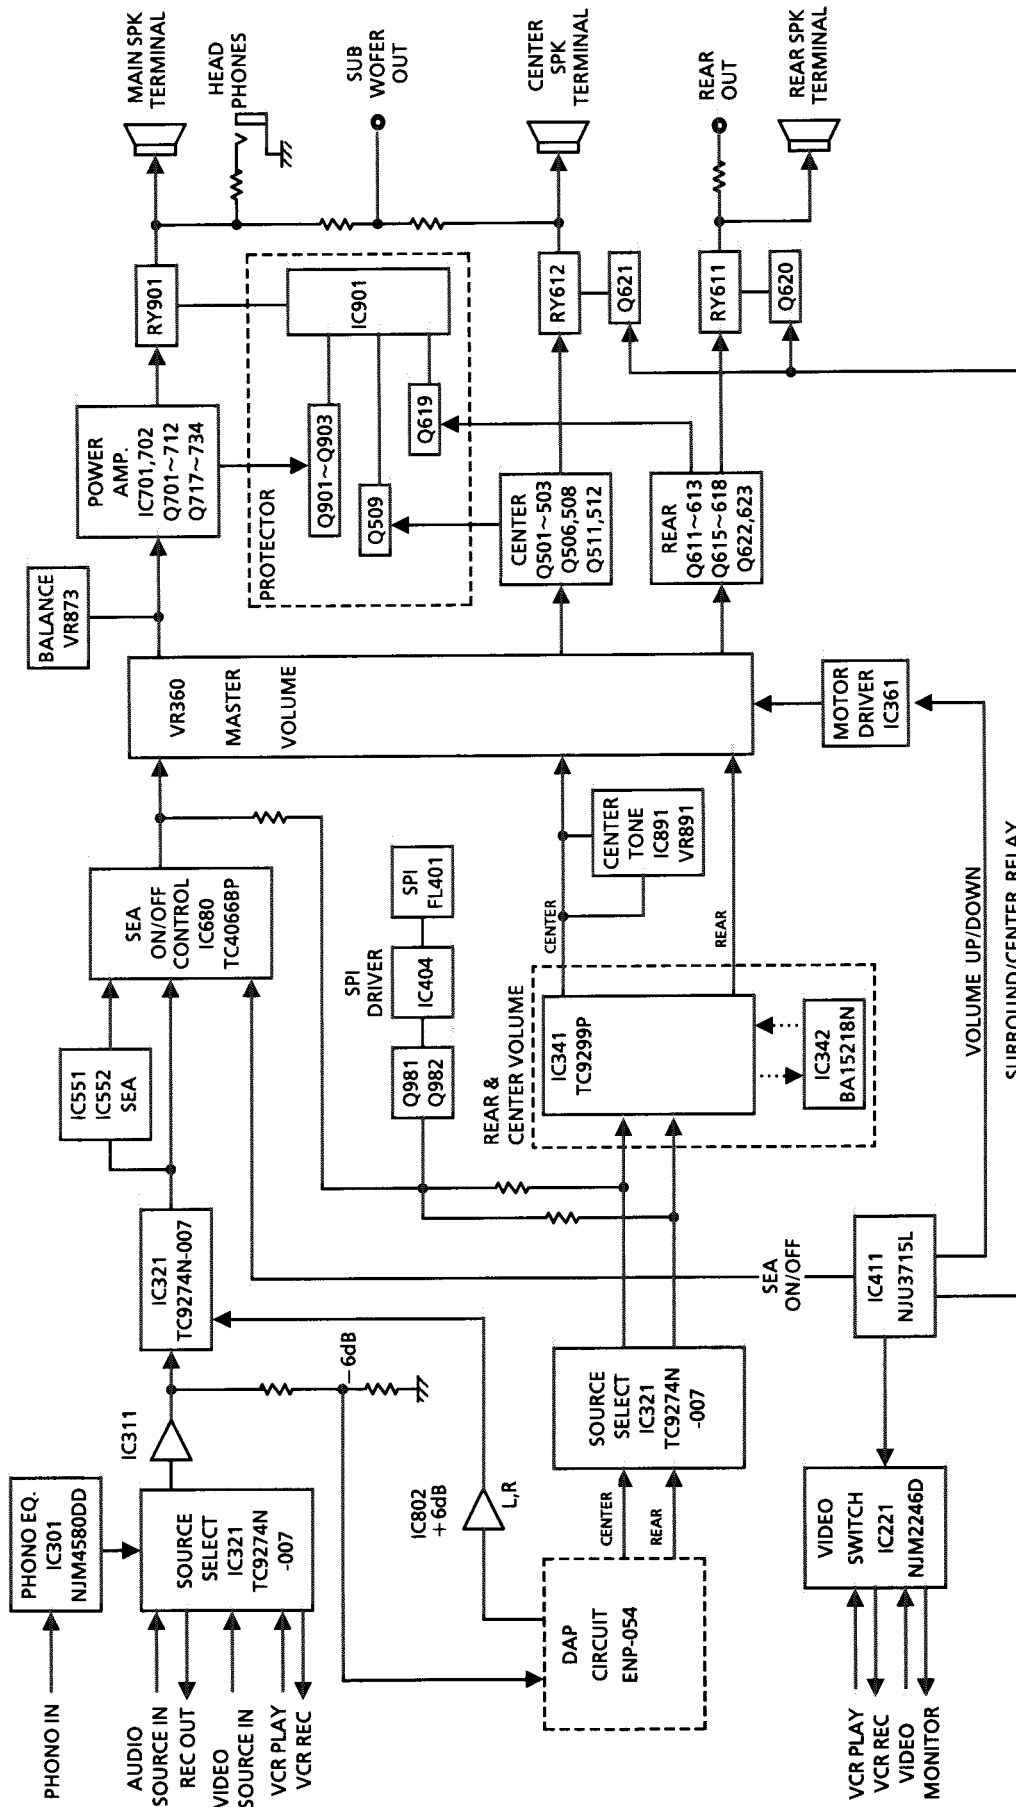 PHONO IN
AUDIO
SOURCE IN
REC OUT
VIDEO
SOURCE IN
VCR PLAY
VCR REC
PHONO EQ.
IC301
NJM4580DD
SOURCE
SELECT
IC321
TC9274N
-007
IC311
-6dB
IC802
+6dB
L,R
IC321
TC9274N-007
IC551
IC552
SEA
SEA
ON/OFF
CONTROL
IC680
TC4066BP
DAP
CIRCUIT
ENP-054
CENTER
REAR
SOURCE
SELECT
IC321
TC9274N
-007
Q981
Q982
SPI
DRIVER
IC404
SPI
FL401
REAR &
CENTER VOLUME
IC341
TC9299P
IC342
BA15218N
CENTER
REAR
CENTER
TONE
IC891
VR891
VCR PLAY
VCR REC
VIDEO
MONITOR
VIDEO
SWITCH
IC221
NJM2246D
IC411
NJU3715L
SEA
ON/OFF
VOLUME UP/DOWN
SURROUND/CENTER RELAY
MOTOR
DRIVER
IC361
VR360
MASTER
VOLUME
BALANCE
VR873
POWER
AMP.
IC701,702
Q701~712
Q717~734
PROTECTOR
Q901~Q903
Q509
Q619
IC901
CENTER
Q501~503
Q506,508
Q511,512
REAR
Q611~613
Q615~618
Q622,623
RY901
RY612
Q621
RY611
Q620
MAIN SPK
TERMINAL
HEAD
PHONES
SUB
WOFER
OUT
CENTER
SPK
TERMINAL
REAR
OUT
REAR SPK
TERMINAL